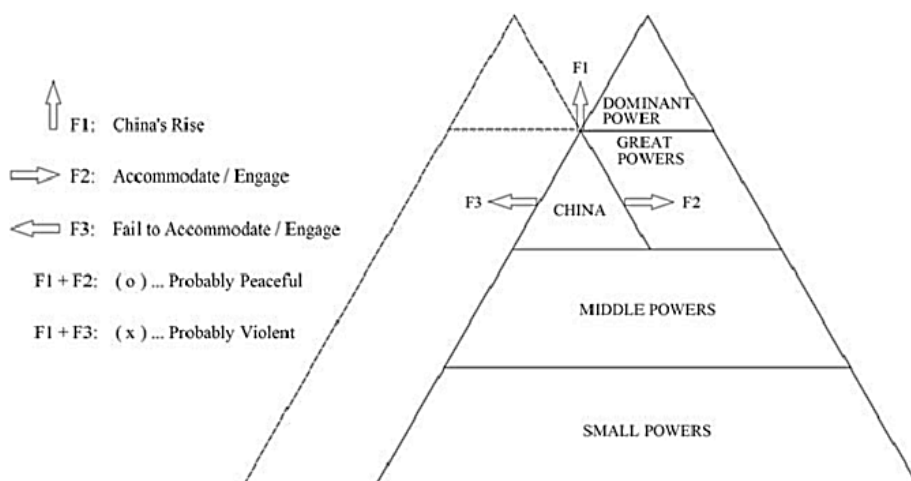 F1: China's Rise
F2: Accommodate / Engage
F3: Fail to Accommodate / Engage
F1 + F2: ( o ) ... Probably Peaceful
F1 + F3: ( x ) ... Probably Violent
F1
DOMINANT
POWER
GREAT
POWERS
F3
CHINA
F2
MIDDLE POWERS
SMALL POWERS